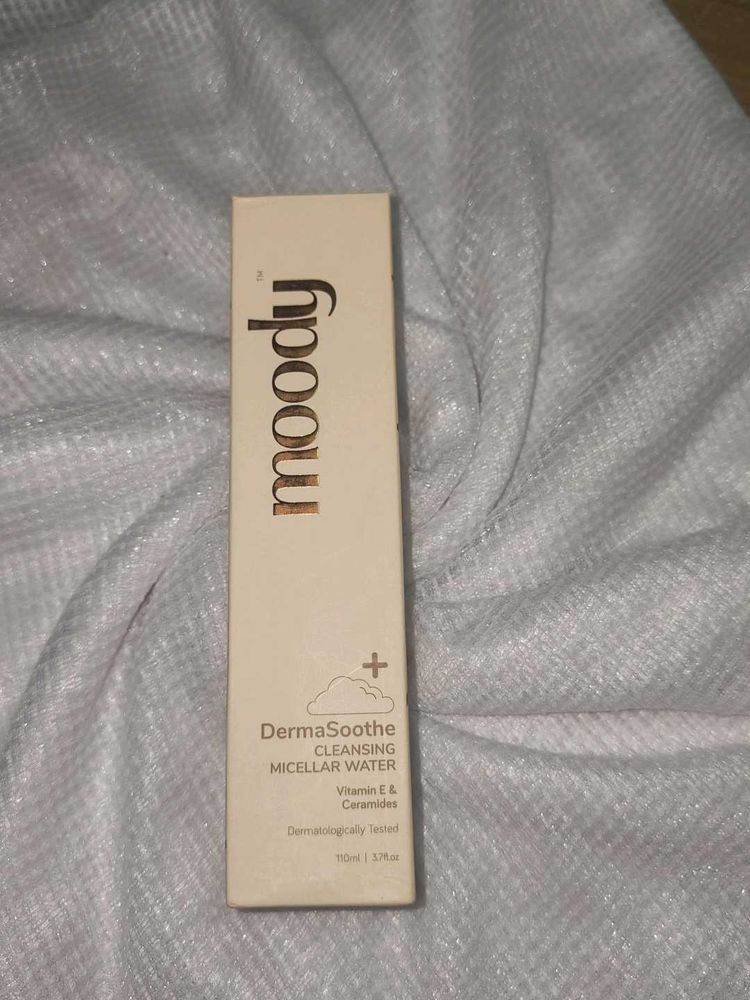 moody™
DermaSoothe
CLEANSING
MICELLAR WATER
Vitamin E &
Ceramides
Dermatologically Tested
110ml | 3.7fl.oz